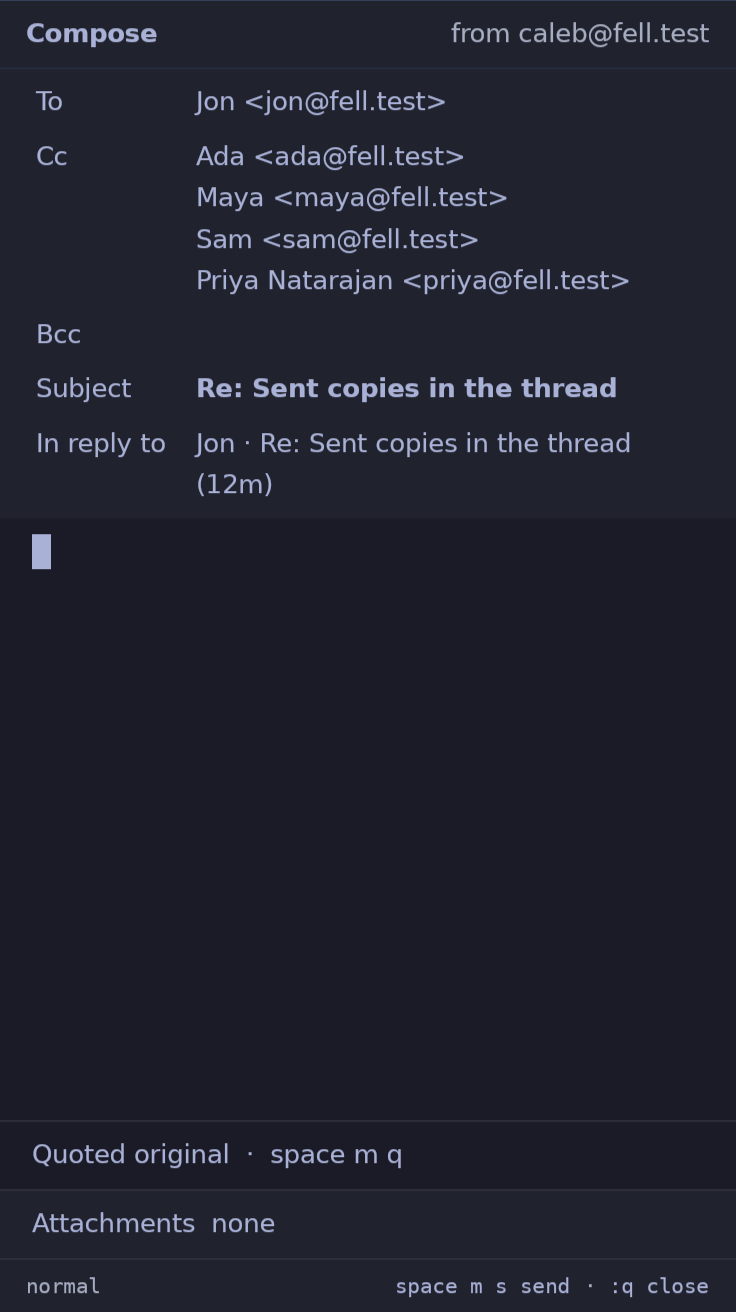 Compose from caleb@fell.test
To Jon <jon@fell.test>
Cc Ada <ada@fell.test>
Maya <maya@fell.test>
Sam <sam@fell.test>
Priya Natarajan <priya@fell.test>
Bcc
Subject Re: Sent copies in the thread
In reply to Jon · Re: Sent copies in the thread
(12m)
Quoted original · space m q
Attachments none
normal space m s send · :q close